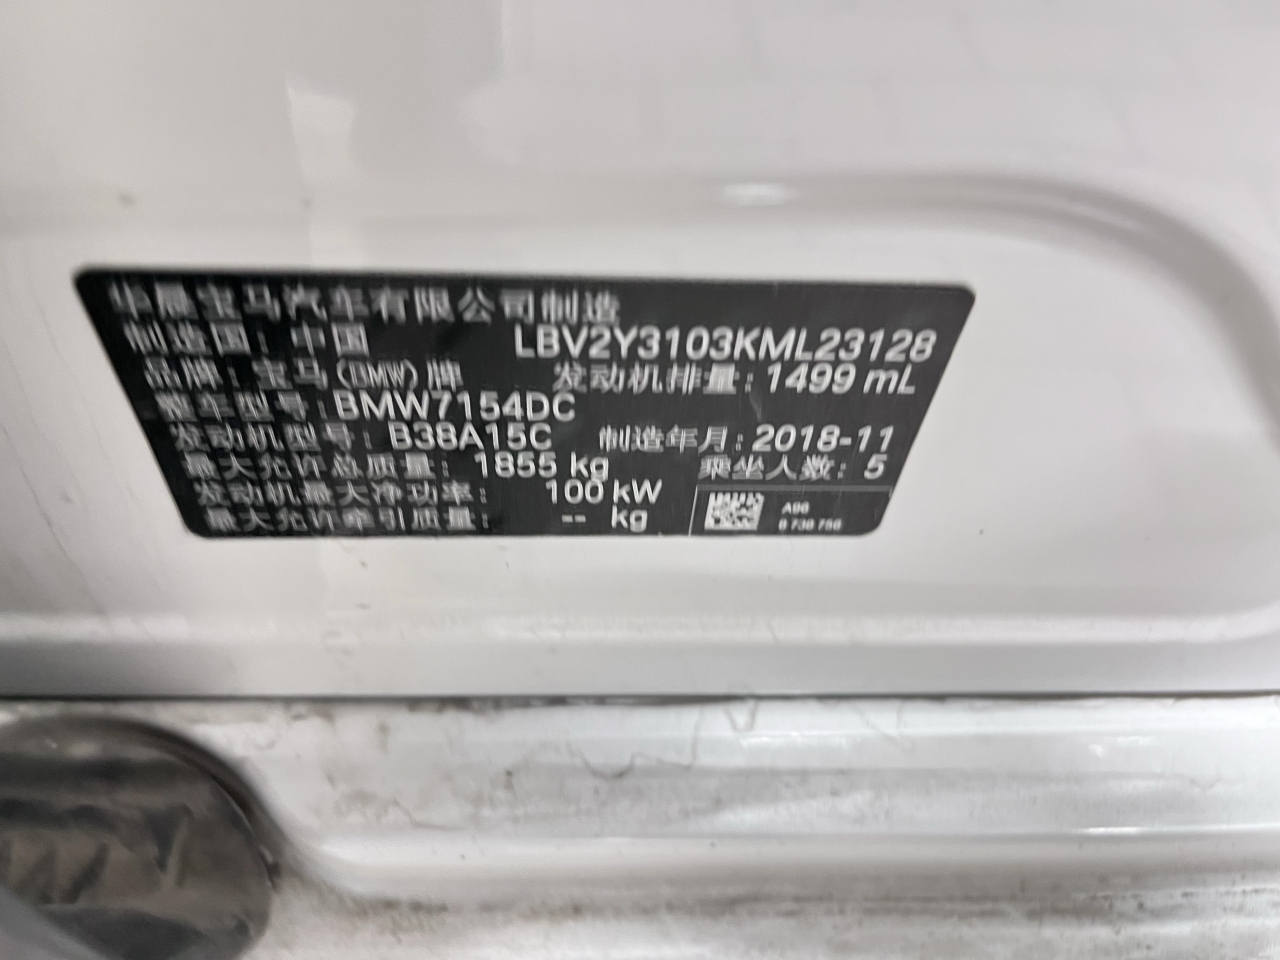 华晨宝马汽车有限公司制造
制造国: 中国 LBV2Y3103KML23128
品牌: 宝马(BMW)牌 发动机排量: 1499 mL
整车型号: BMW7154DC
发动机型号: B38A15C 制造年月: 2018-11
最大允许总质量: 1855 kg 乘坐人数: 5
发动机最大净功率: 100 kW
最大允许牵引质量: -- kg